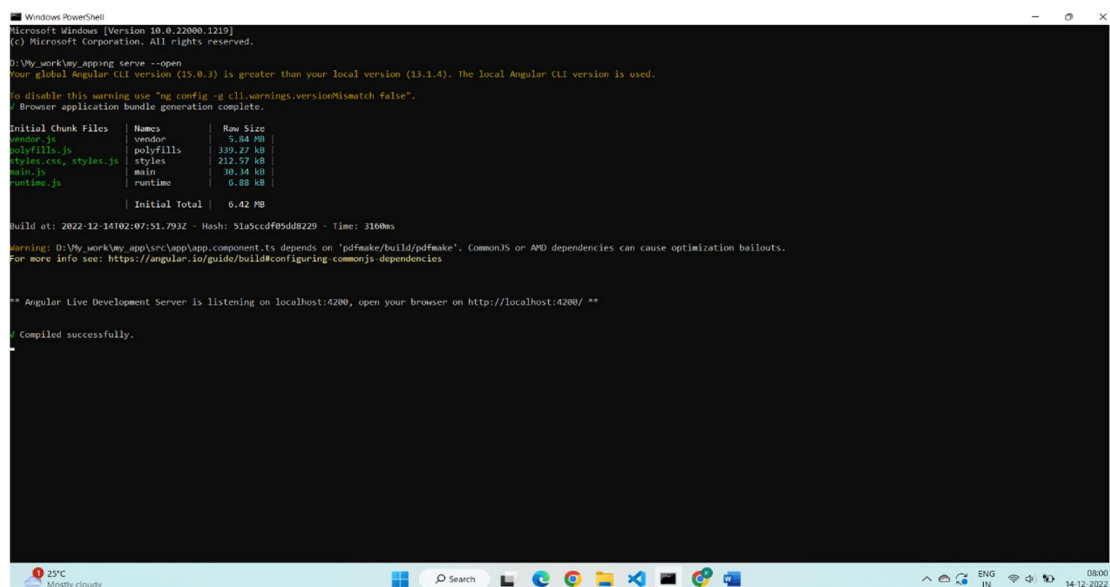 Windows PowerShell
Microsoft Windows [Version 10.0.22000.1219]
(c) Microsoft Corporation. All rights reserved.
D:\My_work\my_app>ng serve --open
Your global Angular CLI version (15.0.3) is greater than your local version (13.1.4). The local Angular CLI version is used.
To disable this warning use "ng config -g cli.warnings.versionMismatch false".
√ Browser application bundle generation complete.
Initial Chunk Files | Names | Raw Size
vendor.js | vendor | 5.84 MB |
polyfills.js | polyfills | 339.27 kB |
styles.css, styles.js | styles | 212.57 kB |
main.js | main | 30.34 kB |
runtime.js | runtime | 6.88 kB |
| Initial Total | 6.42 MB
Build at: 2022-12-14T02:07:51.793Z - Hash: 51a5ccdf05dd8229 - Time: 3160ms
Warning: D:\My_work\my_app\src\app\app.component.ts depends on 'pdfmake/build/pdfmake'. CommonJS or AMD dependencies can cause optimization bailouts.
For more info see: https://angular.io/guide/build#configuring-commonjs-dependencies
** Angular Live Development Server is listening on localhost:4200, open your browser on http://localhost:4200/ **
√ Compiled successfully.
1
25°C
Mostly cloudy
Search
ENG
IN
08:00
14-12-2022